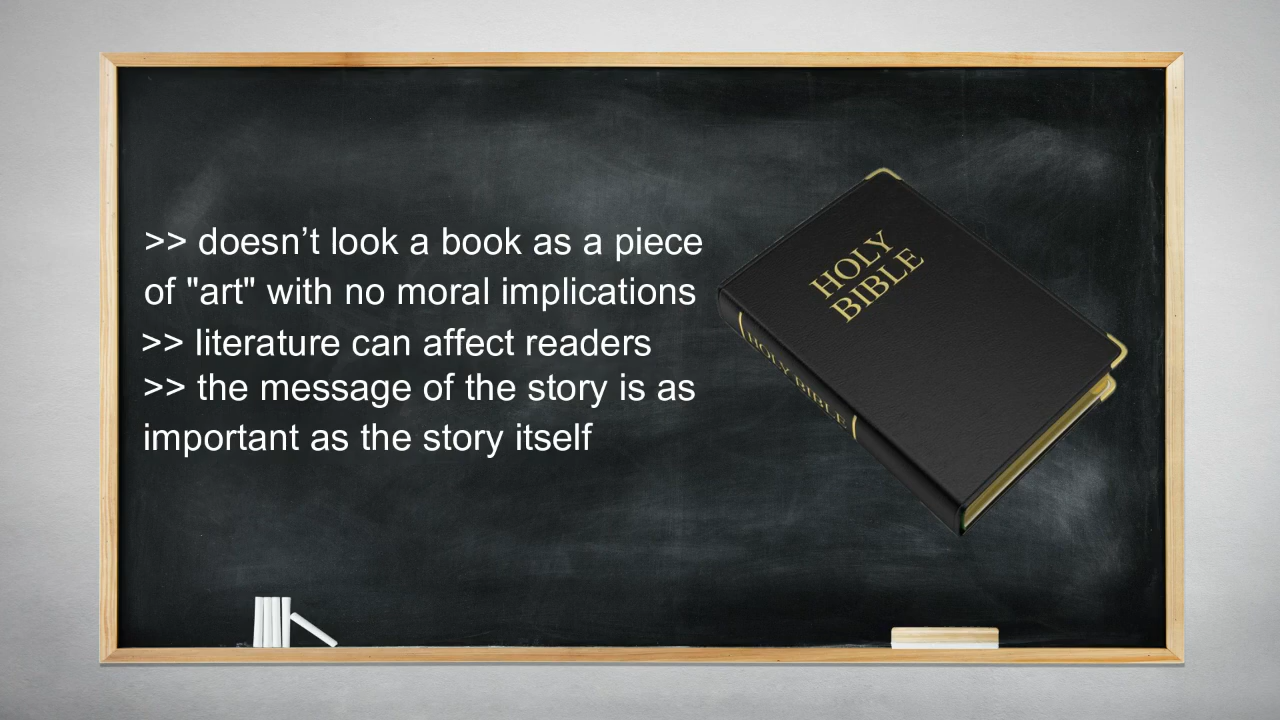 >> doesn’t look a book as a piece
of "art" with no moral implications
>> literature can affect readers
>> the message of the story is as
important as the story itself
HOLY
BIBLE
HOLY BIBLE